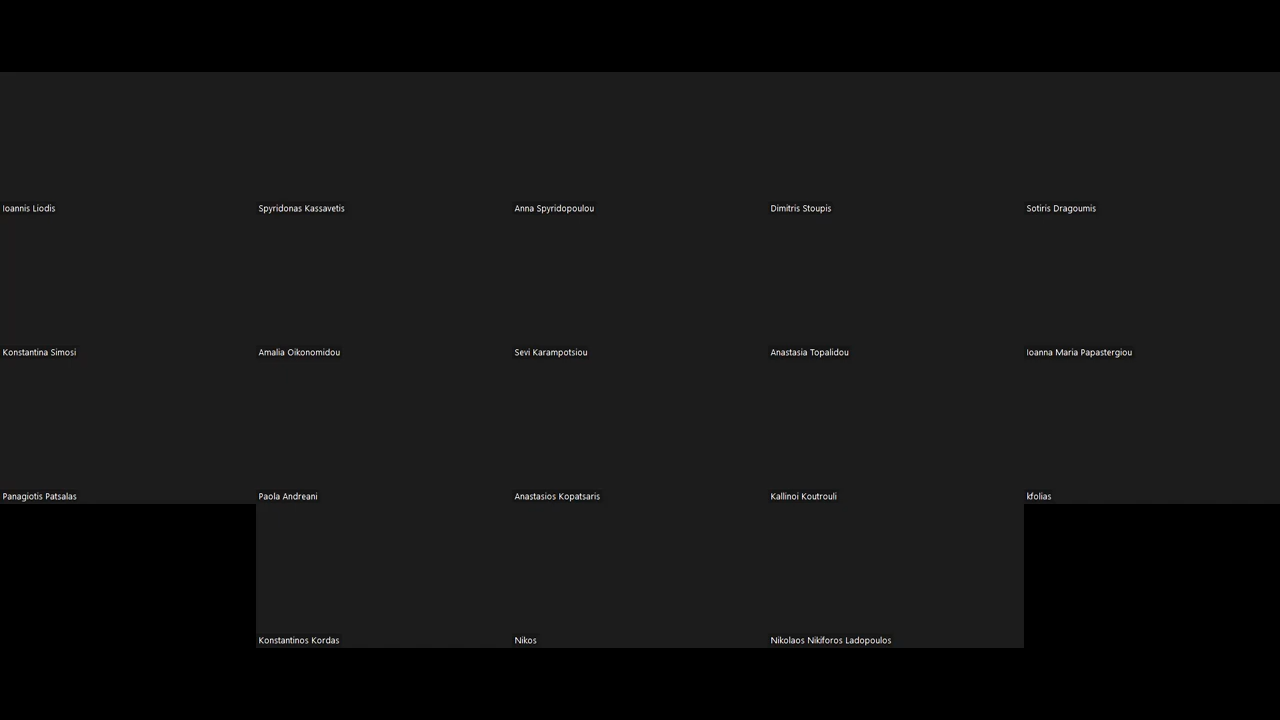 Ioannis Liodis
Spyridonas Kassavetis
Anna Spyridopoulou
Dimitris Stoupis
Sotiris Dragoumis
Konstantina Simosi
Amalia Oikonomidou
Sevi Karampotsiou
Anastasia Topalidou
Ioanna Maria Papastergiou
Panagiotis Patsalas
Paola Andreani
Anastasios Kopatsaris
Kallinoi Koutrouli
kfolias
Konstantinos Kordas
Nikos
Nikolaos Nikiforos Ladopoulos